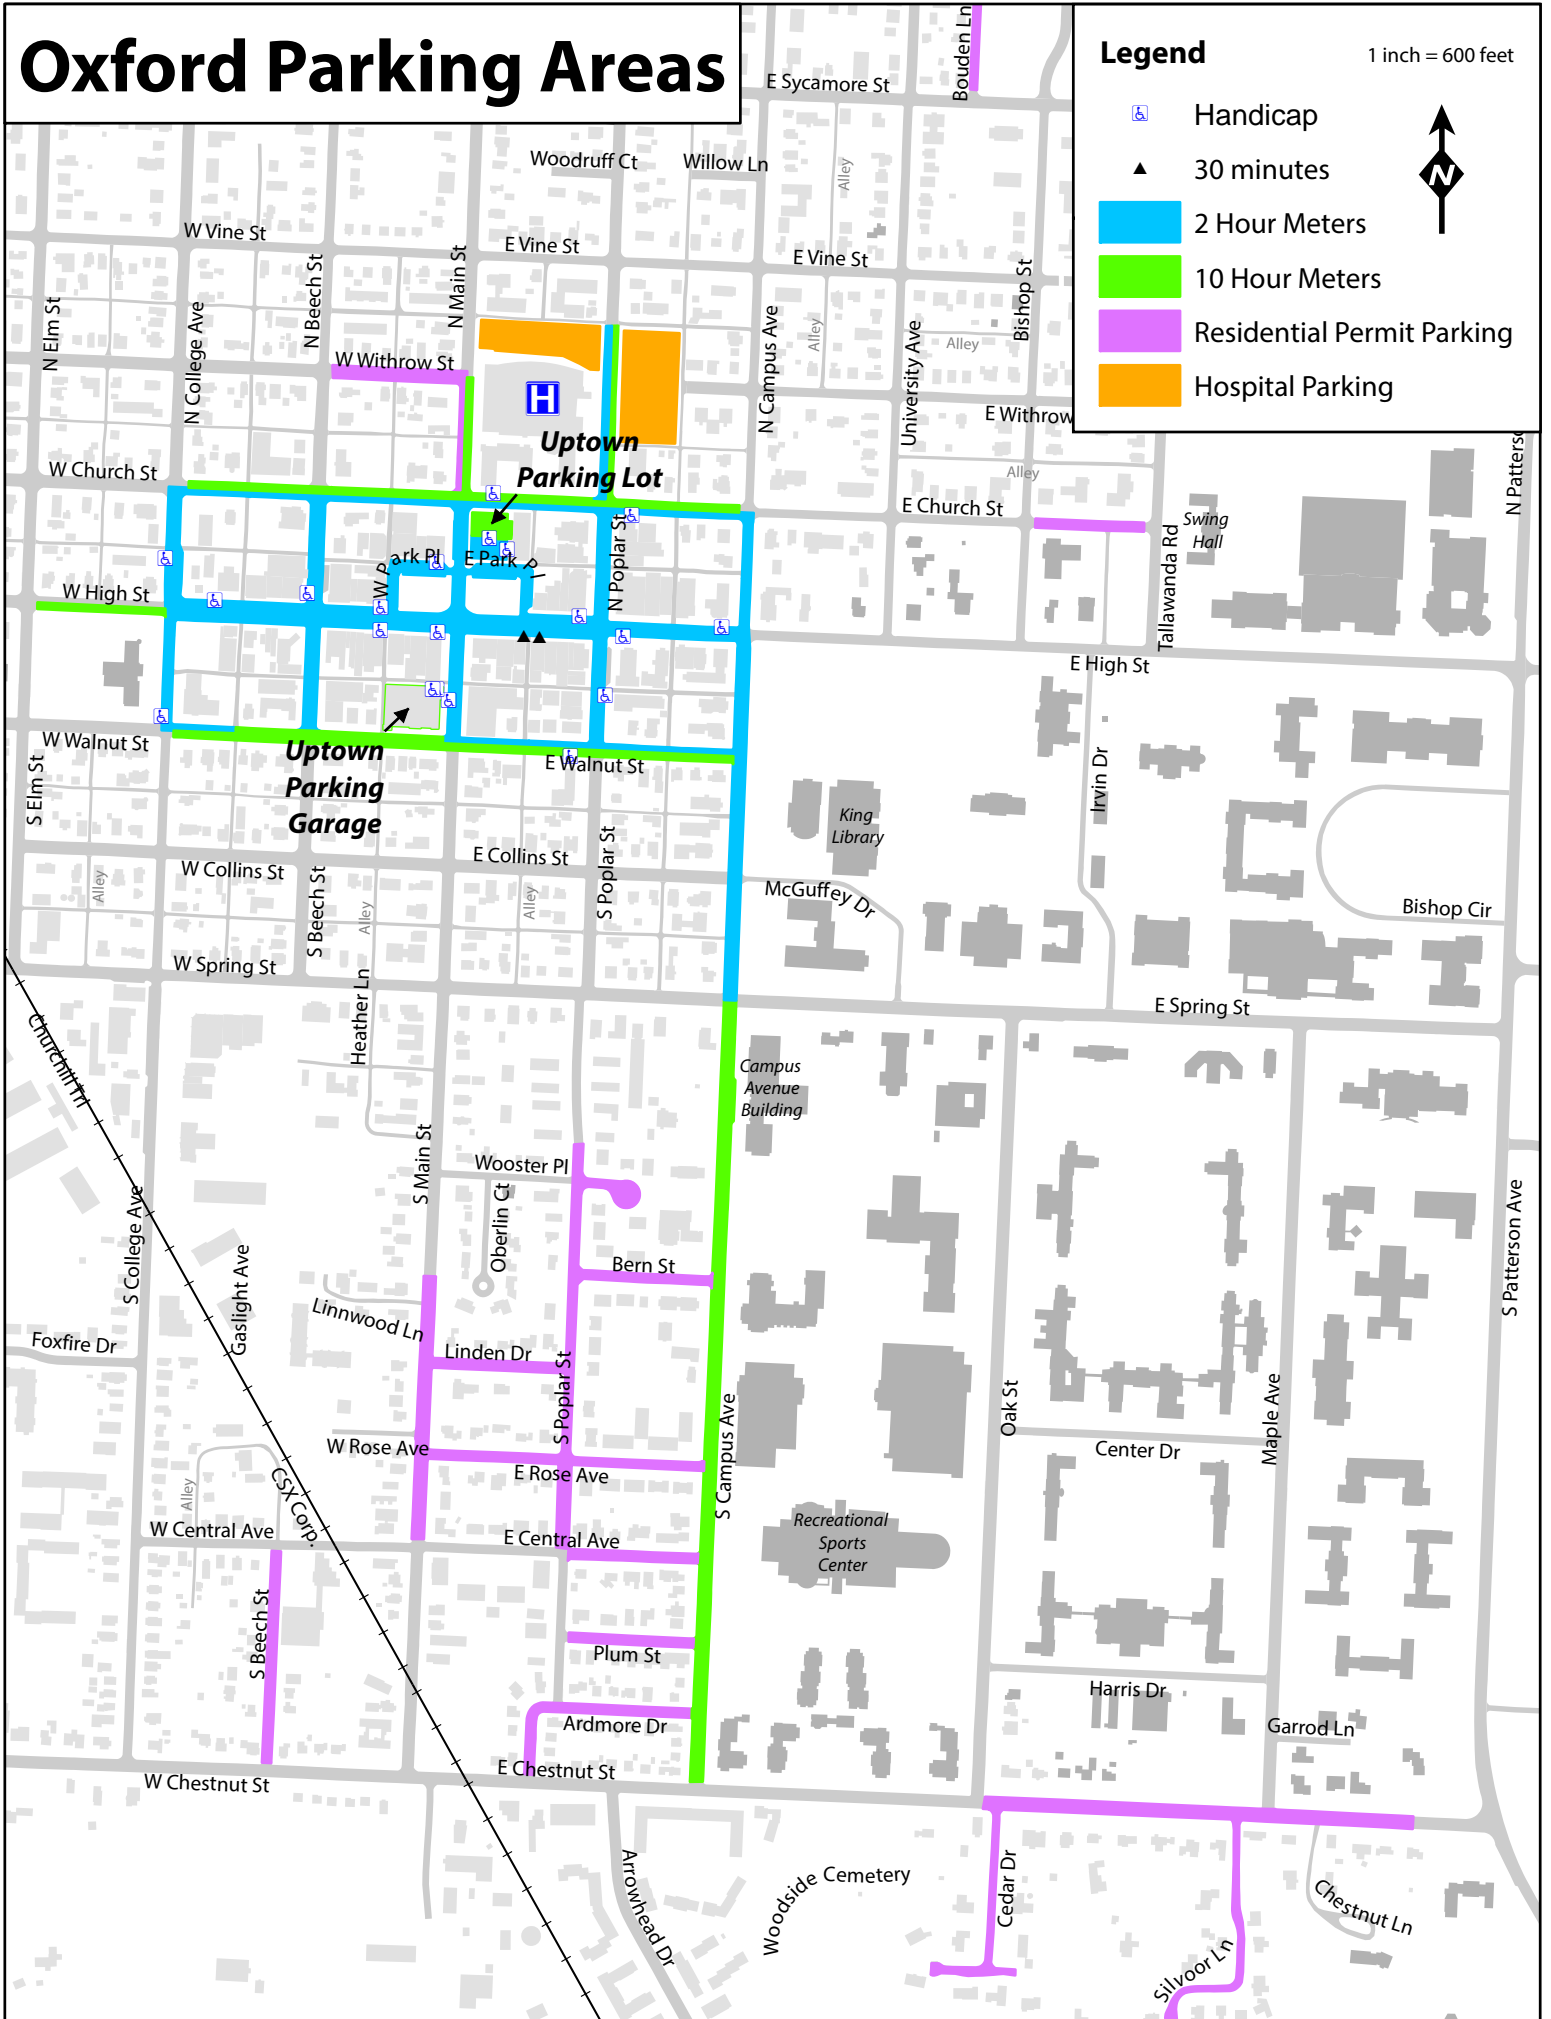 Oxford Parking Areas
Legend
1 inch = 600 feet
Handicap
30 minutes
N
2 Hour Meters
10 Hour Meters
Residential Permit Parking
Hospital Parking
Bouden Ln
E Sycamore St
Woodruff Ct
Willow Ln
Alley
W Vine St
E Vine St
E Vine St
N Elm St
N College Ave
N Beech St
N Main St
N Campus Ave
Alley
University Ave
Alley
Bishop St
W Withrow St
E Withrow
H
Uptown
Parking Lot
W Church St
E Church St
Alley
N Patterso
Swing
Hall
Tallawanda Rd
W Park Pl
E Park Pl
N Poplar St
W High St
E High St
W Walnut St
E Walnut St
Uptown
Parking
Garage
S Elm St
Irvin Dr
King
Library
W Collins St
E Collins St
S Poplar St
McGuffey Dr
Bishop Cir
Alley
S Beech St
Alley
Alley
W Spring St
E Spring St
Heather Ln
Churchill Trl
Campus
Avenue
Building
S Main St
Wooster Pl
Oberlin Ct
S College Ave
Gaslight Ave
Bern St
S Patterson Ave
Linnwood Ln
Foxfire Dr
Linden Dr
S Poplar St
S Campus Ave
Oak St
Maple Ave
W Rose Ave
E Rose Ave
Center Dr
Alley
CSX Corp.
W Central Ave
E Central Ave
Recreational
Sports
Center
S Beech St
Plum St
Harris Dr
Ardmore Dr
Garrod Ln
W Chestnut St
E Chestnut St
Arrowhead Dr
Woodside Cemetery
Cedar Dr
Silvoor Ln
Chestnut Ln